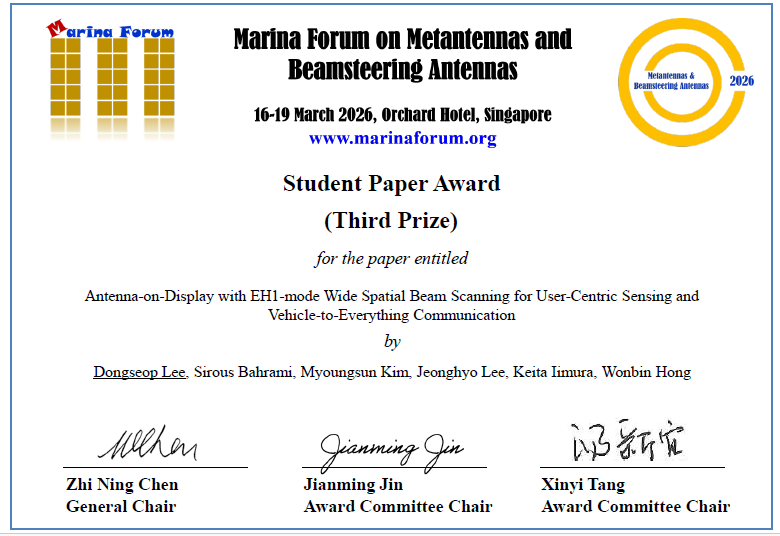 Marina Forum
Marina Forum on Metantennas and
Beamsteering Antennas
16-19 March 2026, Orchard Hotel, Singapore
www.marinaforum.org
Metantennas &
Beamsteering Antennas
2026
Student Paper Award
(Third Prize)
for the paper entitled
Antenna-on-Display with EH1-mode Wide Spatial Beam Scanning for User-Centric Sensing and
Vehicle-to-Everything Communication
by
Dongseop Lee, Sirous Bahrami, Myoungsun Kim, Jeonghyo Lee, Keita Iimura, Wonbin Hong
Jianming Jin
Zhi Ning Chen
General Chair
Jianming Jin
Award Committee Chair
Xinyi Tang
Award Committee Chair